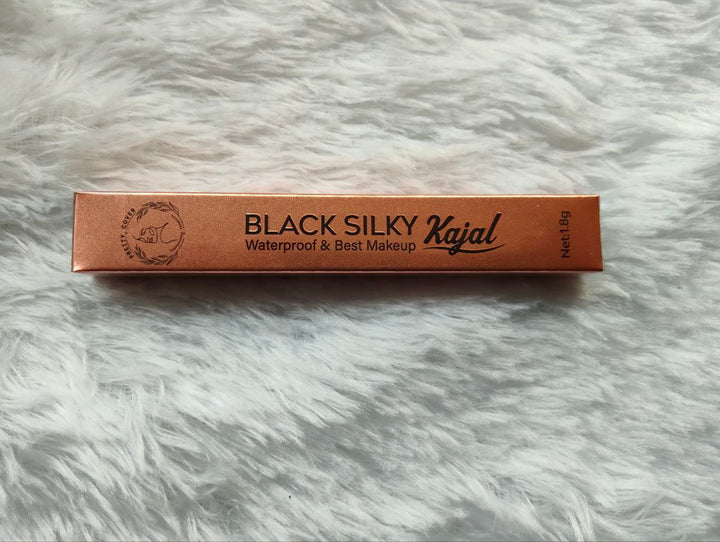 PRETTY COVER
BLACK SILKY Kajal
Waterproof & Best Makeup
Net:1.8g